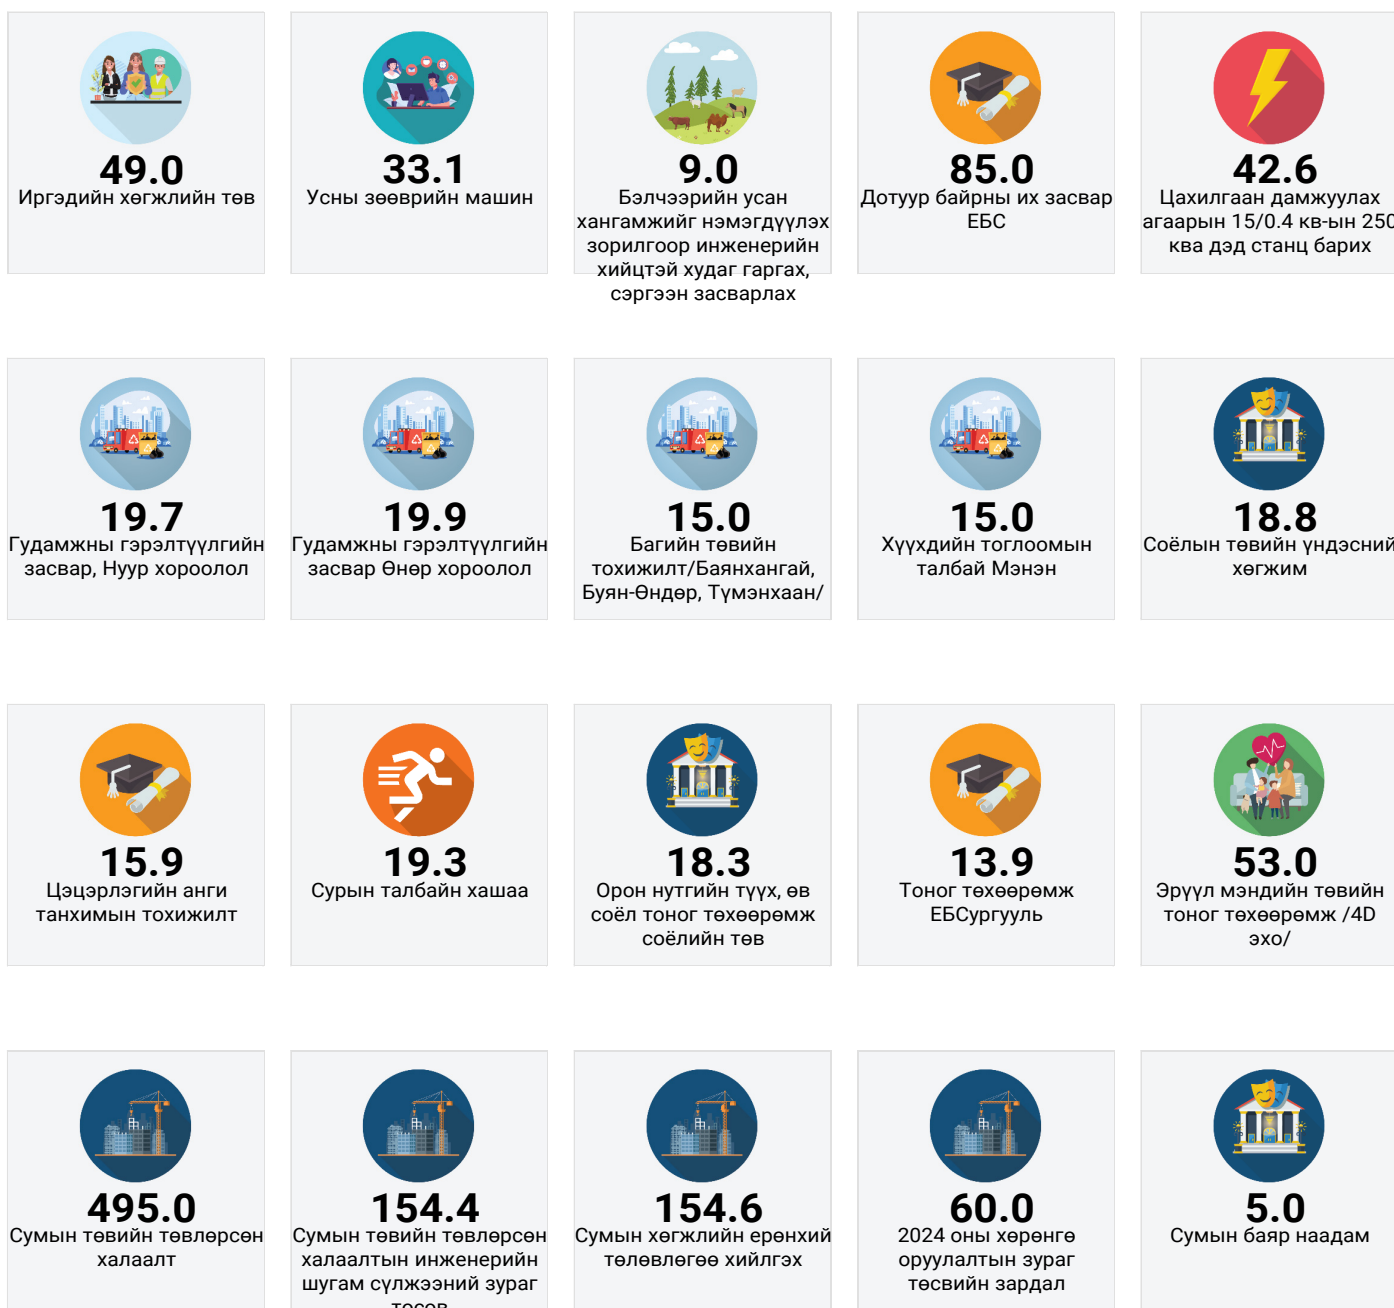 49.0
Иргэдийн хөгжлийн төв
33.1
Усны зөөврийн машин
9.0
Бэлчээрийн усан
хангамжийг нэмэгдүүлэх
зорилгоор инженерийн
хийцтэй худаг гаргах,
сэргээн засварлах
85.0
Дотуур байрны их засвар
ЕБС
42.6
Цахилгаан дамжуулах
агаарын 15/0.4 кв-ын 250
ква дэд станц барих
19.7
Гудамжны гэрэлтүүлгийн
засвар, Нуур хороолол
19.9
Гудамжны гэрэлтүүлгийн
засвар Өнөр хороолол
15.0
Багийн төвийн
тохижилт/Баянхангай,
Буян-Өндөр, Түмэнхаан/
15.0
Хүүхдийн тоглоомын
талбай Мэнэн
18.8
Соёлын төвийн үндэсний
хөгжим
15.9
Цэцэрлэгийн анги
танхимын тохижилт
19.3
Сурын талбайн хашаа
18.3
Орон нутгийн түүх, өв
соёл тоног төхөөрөмж
соёлийн төв
13.9
Тоног төхөөрөмж
ЕБСургууль
53.0
Эрүүл мэндийн төвийн
тоног төхөөрөмж /4D
эхо/
495.0
Сумын төвийн төвлөрсөн
халаалт
154.4
Сумын төвийн төвлөрсөн
халаалтын инженерийн
шугам сүлжээний зураг
төсөв
154.6
Сумын хөгжлийн ерөнхий
төлөвлөгөө хийлгэх
60.0
2024 оны хөрөнгө
оруулалтын зураг
төсвийн зардал
5.0
Сумын баяр наадам